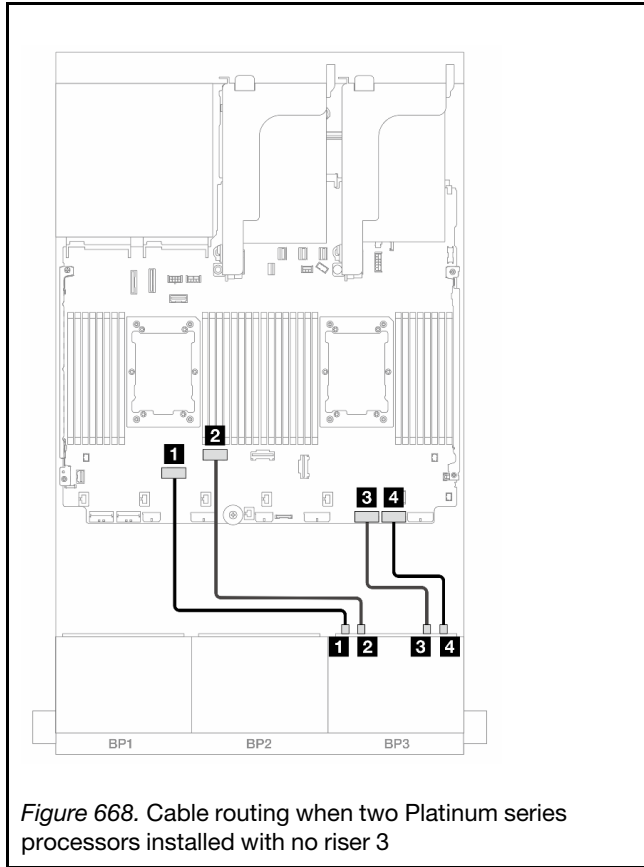 2
1
3 4
1 2 3 4
BP1 BP2 BP3
Figure 668. Cable routing when two Platinum series
processors installed with no riser 3